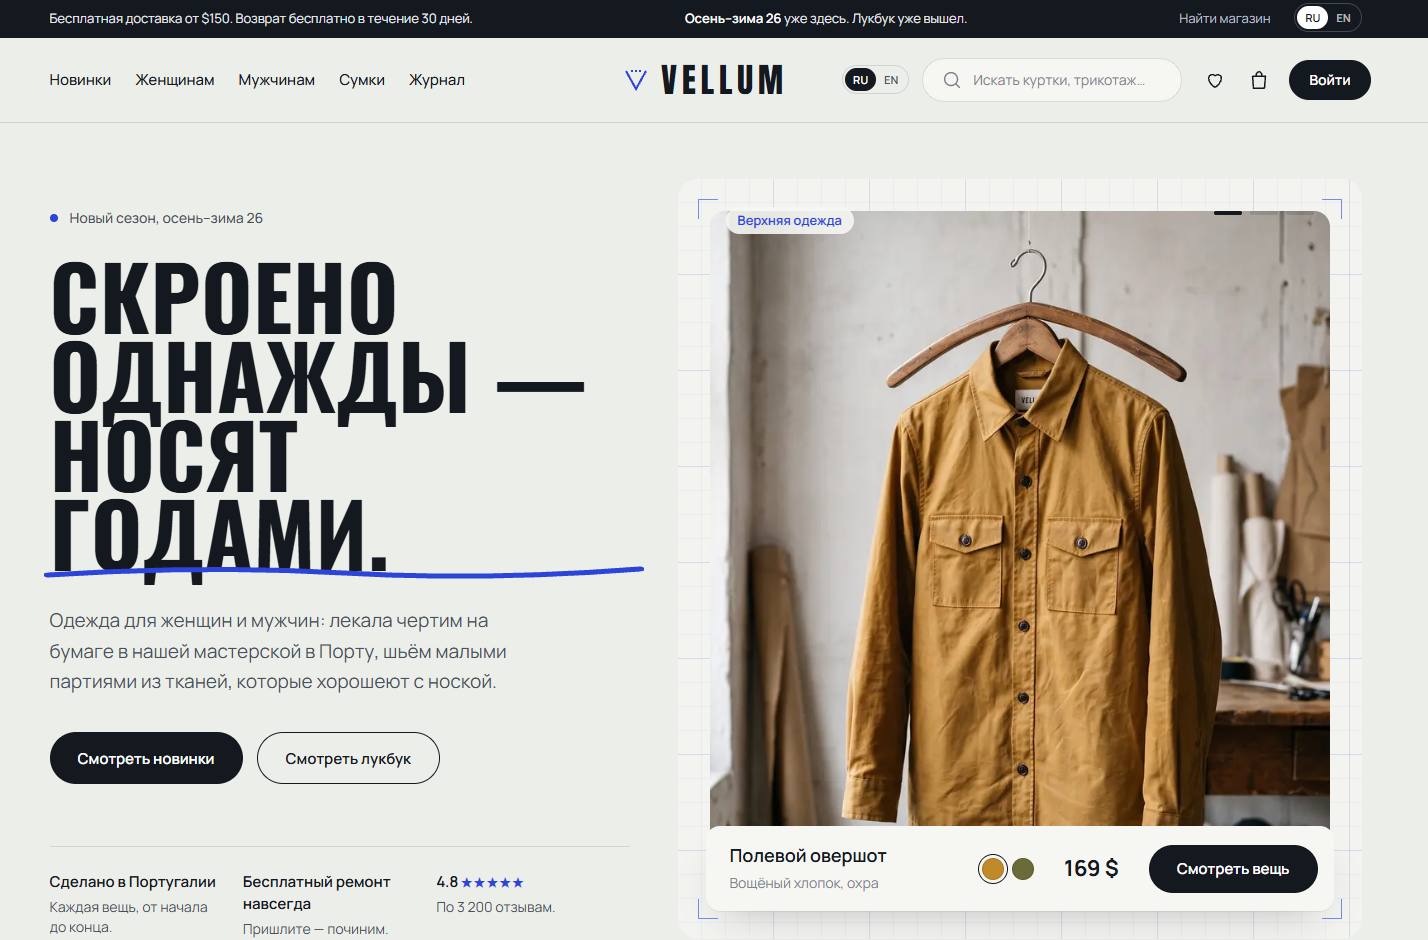 Бесплатная доставка от $150. Возврат бесплатно в течение 30 дней.
Осень–зима 26 уже здесь. Лукбук уже вышел.
Найти магазин
RU EN
Новинки Женщинам Мужчинам Сумки Журнал
VELLUM
RU EN
Искать куртки, трикотаж...
Войти
Новый сезон, осень–зима 26
СКРОЕНО
ОДНАЖДЫ —
НОСЯТ
ГОДАМИ.
Одежда для женщин и мужчин: лекала чертим на
бумаге в нашей мастерской в Порту, шьём малыми
партиями из тканей, которые хорошеют с ноской.
Смотреть новинки
Смотреть лукбук
Сделано в Португалии
Каждая вещь, от начала
до конца.
Бесплатный ремонт
навсегда
Пришлите — починим.
4.8 ★★★★★
По 3 200 отзывам.
Верхняя одежда
VELL
Полевой овершот
Вощёный хлопок, охра
169 $
Смотреть вещь